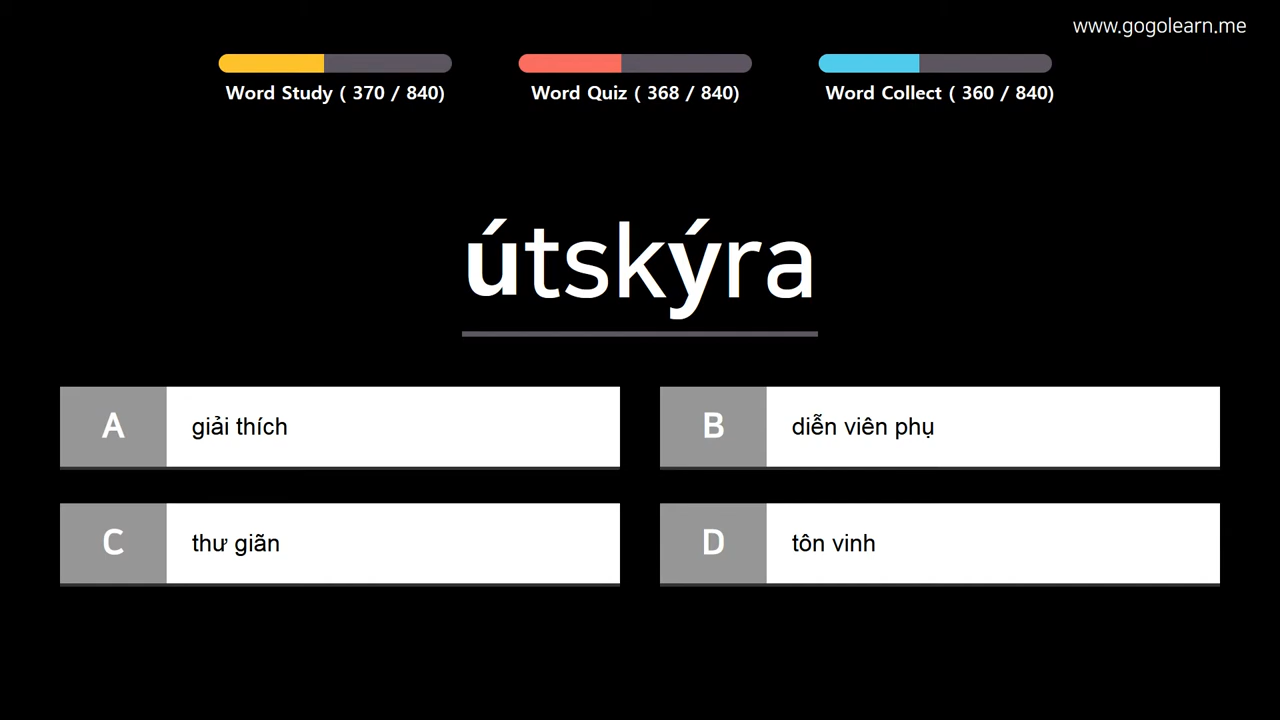 www.gogolearn.me
Word Study ( 370 / 840)
Word Quiz ( 368 / 840)
Word Collect ( 360 / 840)
útskýra
A giải thích
B diễn viên phụ
C thư giãn
D tôn vinh